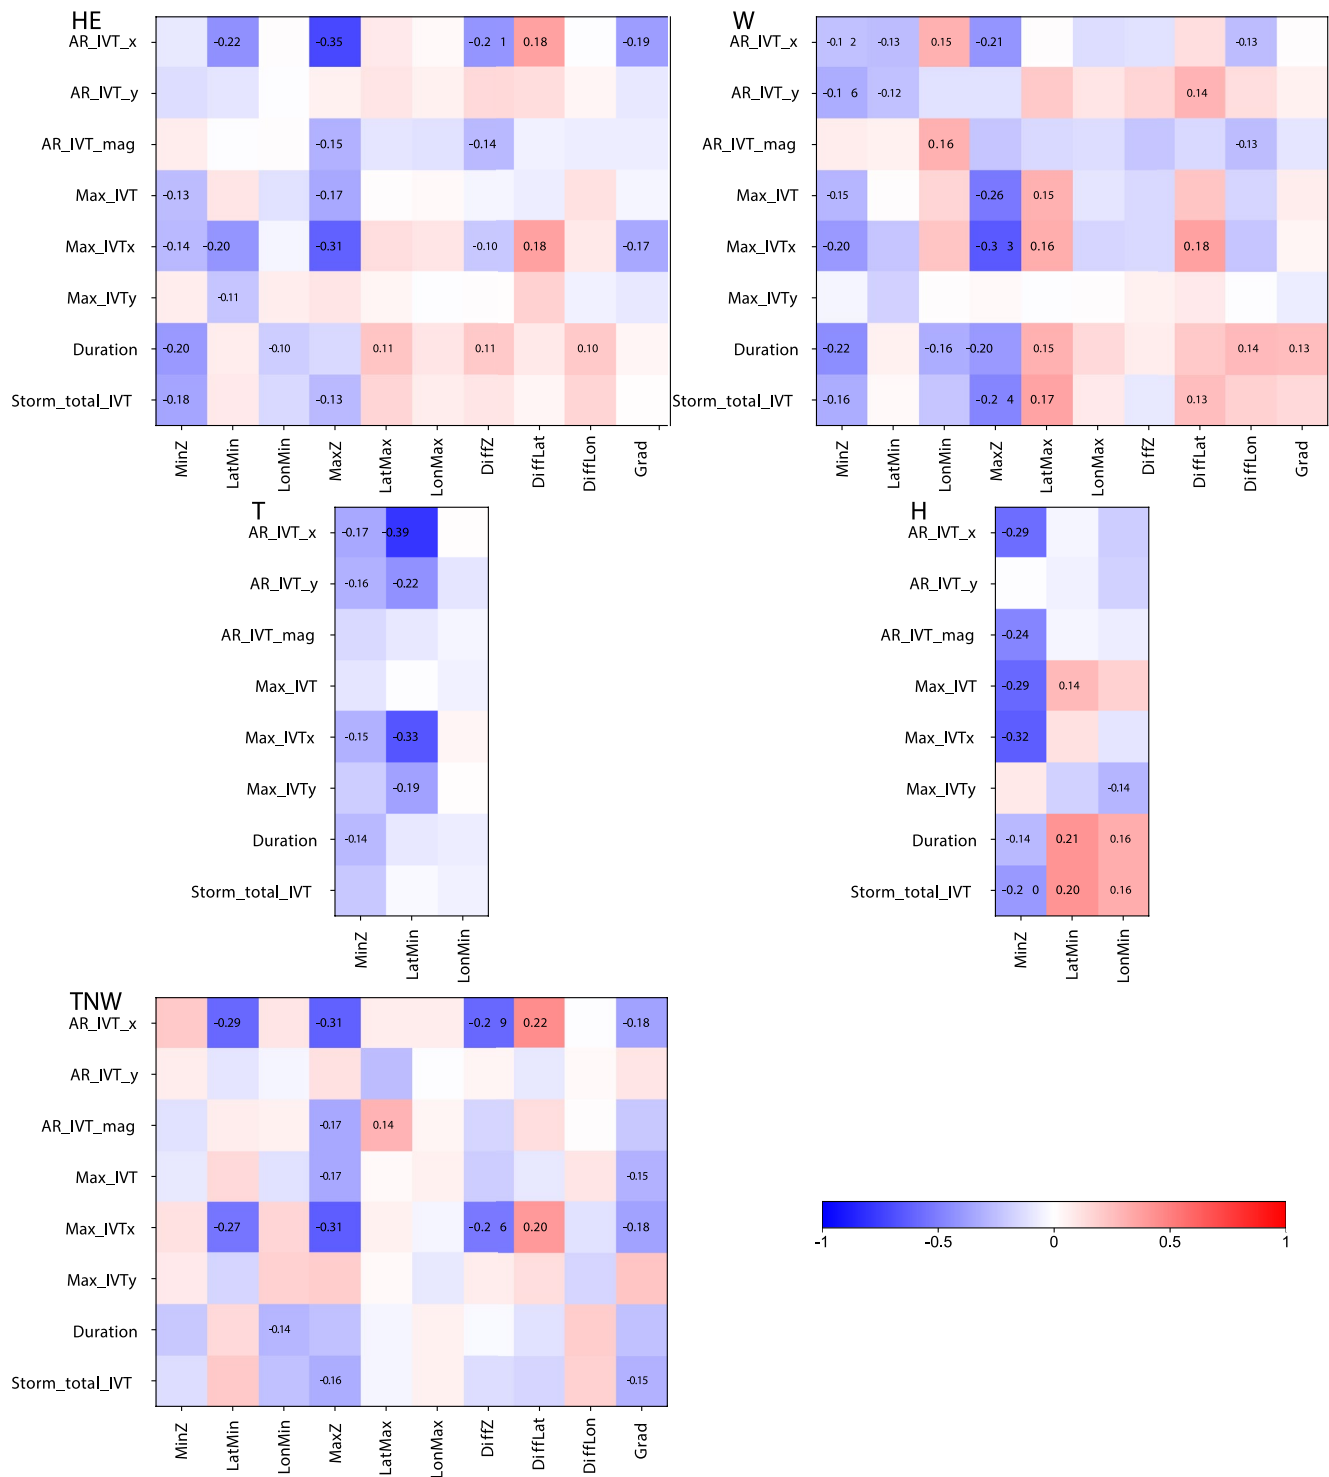 HE
AR_IVT_x -0.22 -0.35 -0.2 1 0.18 -0.19
AR_IVT_y
AR_IVT_mag -0.15 -0.14
Max_IVT -0.13 -0.17
Max_IVTx -0.14 -0.20 -0.31 -0.10 0.18 -0.17
Max_IVTy -0.11
Duration -0.20 -0.10 0.11 0.11 0.10
Storm_total_IVT -0.18 -0.13
MinZ LatMin LonMin MaxZ LatMax LonMax DiffZ DiffLat DiffLon Grad
W
AR_IVT_x -0.1 2 -0.13 0.15 -0.21 -0.13
AR_IVT_y -0.1 6 -0.12 0.14
AR_IVT_mag 0.16 -0.13
Max_IVT -0.15 -0.26 0.15
Max_IVTx -0.20 -0.3 3 0.16 0.18
Max_IVTy
Duration -0.22 -0.16 -0.20 0.15 0.14 0.13
Storm_total_IVT -0.16 -0.2 4 0.17 0.13
MinZ LatMin LonMin MaxZ LatMax LonMax DiffZ DiffLat DiffLon Grad
T
AR_IVT_x -0.17 -0.39
AR_IVT_y -0.16 -0.22
AR_IVT_mag
Max_IVT
Max_IVTx -0.15 -0.33
Max_IVTy -0.19
Duration -0.14
Storm_total_IVT
MinZ LatMin LonMin
H
AR_IVT_x -0.29
AR_IVT_y
AR_IVT_mag -0.24
Max_IVT -0.29 0.14
Max_IVTx -0.32
Max_IVTy -0.14
Duration -0.14 0.21 0.16
Storm_total_IVT -0.2 0 0.20 0.16
MinZ LatMin LonMin
TNW
AR_IVT_x -0.29 -0.31 -0.2 9 0.22 -0.18
AR_IVT_y
AR_IVT_mag -0.17 0.14
Max_IVT -0.17 -0.15
Max_IVTx -0.27 -0.31 -0.2 6 0.20 -0.18
Max_IVTy
Duration -0.14
Storm_total_IVT -0.16 -0.15
MinZ LatMin LonMin MaxZ LatMax LonMax DiffZ DiffLat DiffLon Grad
-1 -0.5 0 0.5 1